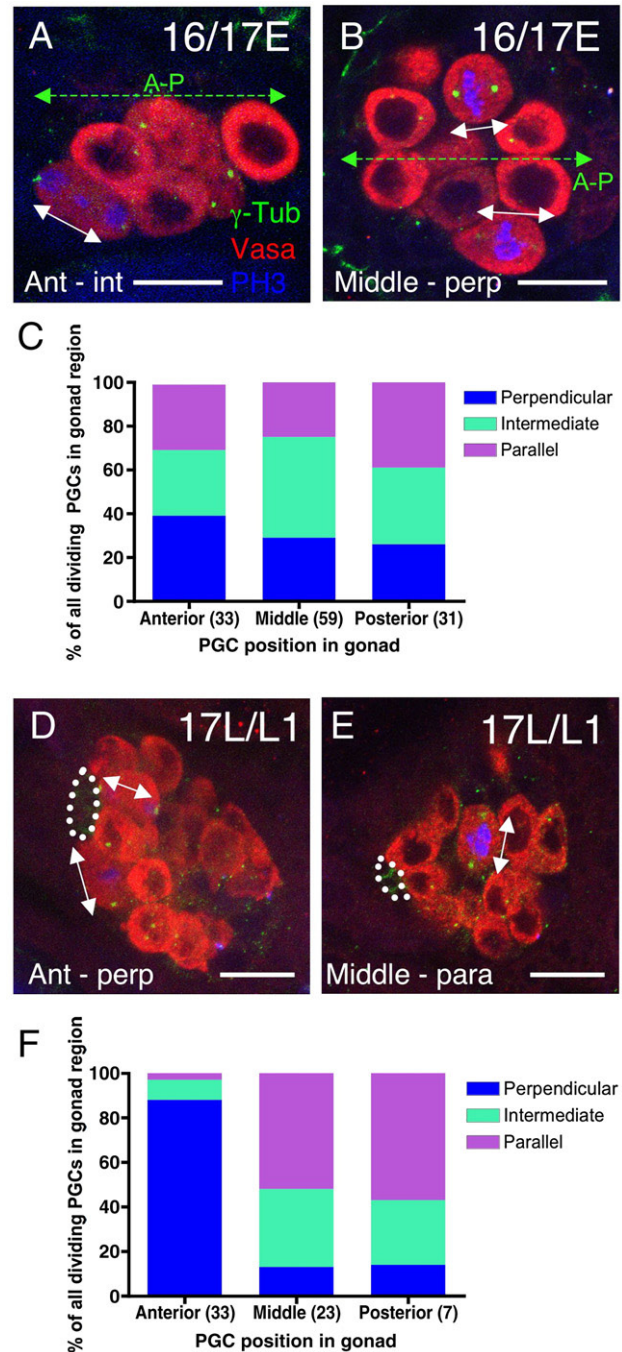 A
16/17E
A-P
γ-Tub
Vasa
PH3
Ant - int
B
16/17E
A-P
Middle - perp
C
% of all dividing PGCs in gonad region
100
80
60
40
20
0
Anterior (33)
Middle (59)
Posterior (31)
PGC position in gonad
Perpendicular
Intermediate
Parallel
D
17L/L1
Ant - perp
E
17L/L1
Middle - para
F
% of all dividing PGCs in gonad region
100
80
60
40
20
0
Anterior (33)
Middle (23)
Posterior (7)
PGC position in gonad
Perpendicular
Intermediate
Parallel